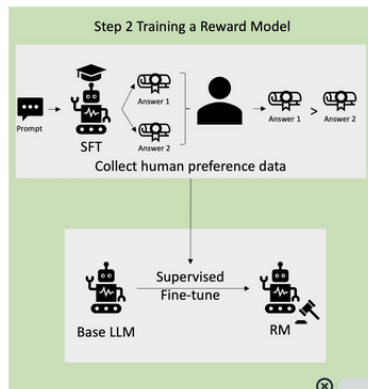 Step 2 Training a Reward Model
Prompt
SFT
Answer 1
Answer 2
Answer 1 > Answer 2
Collect human preference data
Supervised
Fine-tune
Base LLM
RM